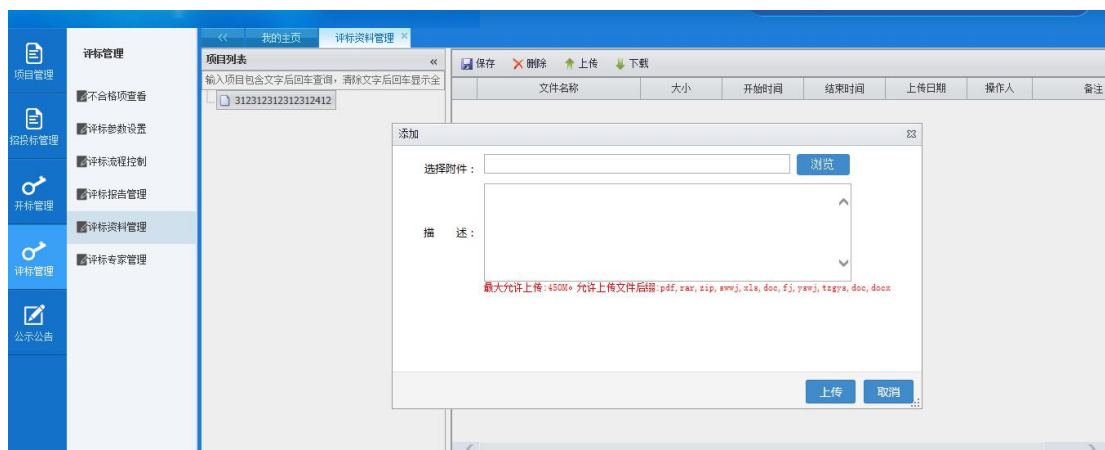 << 我的主页 评标资料管理 ×
项目管理
招投标管理
开标管理
评标管理
公示公告
评标管理
不合格项查看
评标参数设置
评标流程控制
评标报告管理
评标资料管理
评标专家管理
项目列表 «
输入项目包含文字后回车查询，清除文字后回车显示全
312312312312312412
保存 删除 上传 下载
文件名称 大小 开始时间 结束时间 上传日期 操作人 备注
添加
选择附件： 浏览
描 述：
最大允许上传:450M。允许上传文件后缀:pdf,rar,zip,swwj,xls,doc,fj,yswj,tzgys,doc,docx
上传 取消